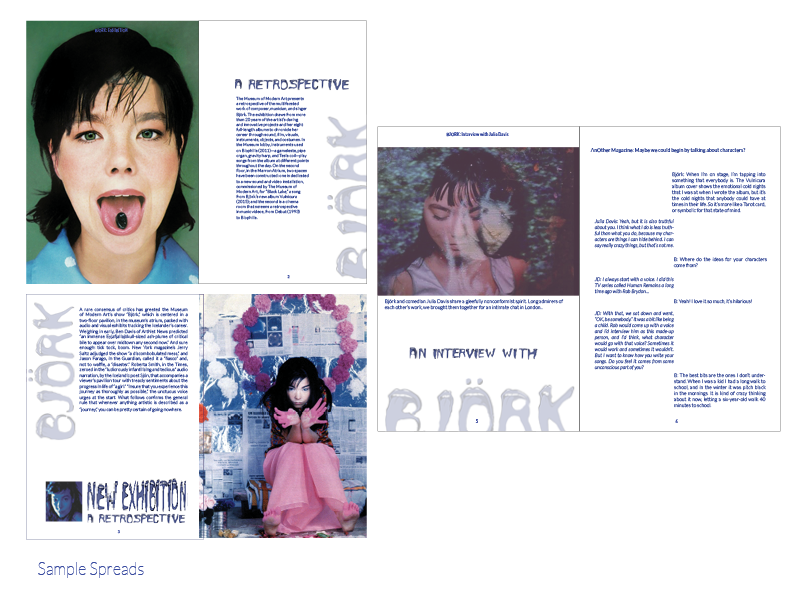 BJÖRK: Exhibition
A RETROSPECTIVE
The Museum of Modern Art presents
a retrospective of the multifaceted
work of composer, musician, and singer
Björk. The exhibition draws from more
than 20 years of the artist's daring
and innovative projects and her eight
full-length albums to chronicle her
career through sound, film, visuals,
instruments, objects, and costumes. In
the Museum lobby, instruments used
on Biophilia (2011)—a gameleste, pipe
organ, gravity harp, and Tesla coil—play
songs from the album at different points
throughout the day. On the second
floor, in the Marron Atrium, two spaces
have been constructed: one is dedicated
to a new sound and video installation,
commissioned by The Museum of
Modern Art, for "Black Lake," a song
from Björk's new album Vulnicura
(2015); and the second is a cinema
room that screens a retrospective
in music videos, from Debut (1993)
to Biophilia.
BJÖRK
2
BJÖRK
A rare consensus of critics has greeted the Museum
of Modern Art's show "Björk," which is centered in a
two-floor pavilion, in the museum's atrium, packed with
audio and visual exhibits tracking the Icelander's career.
Weighing in early, Ben Davis of Artnet News predicted
"an immense Eyjafjallajökull-sized ash-plume of critical
bile to appear over midtown any second now." And sure
enough: tick tock, boom. New York magazine's Jerry
Saltz adjudged the show "a discombobulated mess," and
Jason Farago, in the Guardian, called it a "fiasco" and,
not to waffle, a "disaster." Roberta Smith, in the Times,
zeroed in the "ludicrously infantilizing and tedious" audio
narration, by the Icelandic poet Sjón, that accompanies a
viewer's pavilion tour with treacly sentiments about the
progress in life of "a girl." "Insure that you experience this
journey as thoroughly as possible," the unctuous voice
urges at the start. What follows confirms the general
rule that whenever anything artistic is described as a
"journey," you can be pretty certain of going nowhere.
NEW EXHIBITION
A RETROSPECTIVE
3
BJORK: Interview with Julia Davis
Björk and comedian Julia Davis share a gleefully nonconformist spirit. Long admirers of
each other's work, we brought them together for an intimate chat in London..
AN INTERVIEW WITH
BJÖRK
5
AnOther Magazine: Maybe we could begin by talking about characters?
Björk: When I'm on stage, I'm tapping into
something that everybody is. The Vulnicura
album cover shows the emotional cold nights
that I was at when I wrote the album, but it's
the cold nights that anybody could have at
times in their life. So it's more like a Tarot card,
or symbolic for that state of mind.
Julia Davis: Yeah, but it is also truthful
about you. I think what I do is less truth-
ful than what you do, because my char-
acters are things I can hide behind. I can
say really crazy things, but that's not me.
B: Where do the ideas for your characters
come from?
JD: I always start with a voice. I did this
TV series called Human Remains a long
time ago with Rob Brydon...
B: Yeah! I love it so much, it's hilarious!
JD: With that, we sat down and went,
"OK, be somebody." It was a bit like being
a child. Rob would come up with a voice
and I'd interview him as this made-up
person, and I'd think, what character
would go with that voice? Sometimes it
would work and sometimes it wouldn't.
But I want to know how you write your
songs. Do you feel it comes from some
unconscious part of you?
B: The best bits are the ones I don't under-
stand. When I was a kid I had a long walk to
school, and in the winter it was pitch black
in the mornings. It is kind of crazy thinking
about it now, letting a six-year-old walk 40
minutes to school
6
Sample Spreads